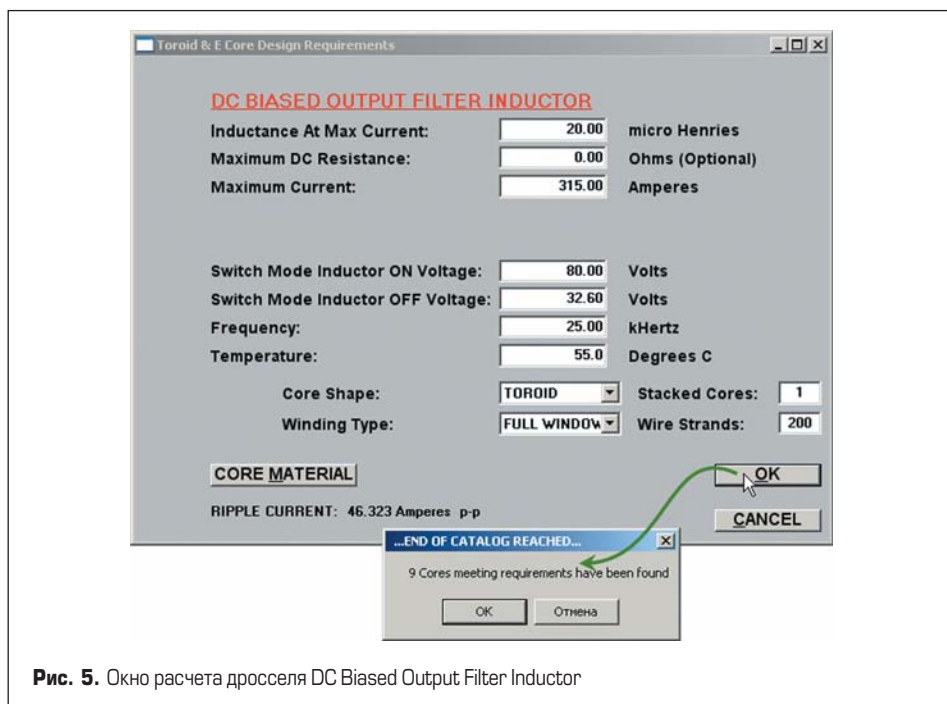 Toroid & E Core Design Requirements
DC BIASED OUTPUT FILTER INDUCTOR
Inductance At Max Current: 20.00 micro Henries
Maximum DC Resistance: 0.00 Ohms (Optional)
Maximum Current: 315.00 Amperes
Switch Mode Inductor ON Voltage: 80.00 Volts
Switch Mode Inductor OFF Voltage: 32.60 Volts
Frequency: 25.00 kHertz
Temperature: 55.0 Degrees C
Core Shape: TOROID Stacked Cores: 1
Winding Type: FULL WINDOW Wire Strands: 200
CORE MATERIAL OK
RIPPLE CURRENT: 46.323 Amperes p-p CANCEL
...END OF CATALOG REACHED...
9 Cores meeting requirements have been found
OK Отмена
Рис. 5. Окно расчета дросселя DC Biased Output Filter Inductor